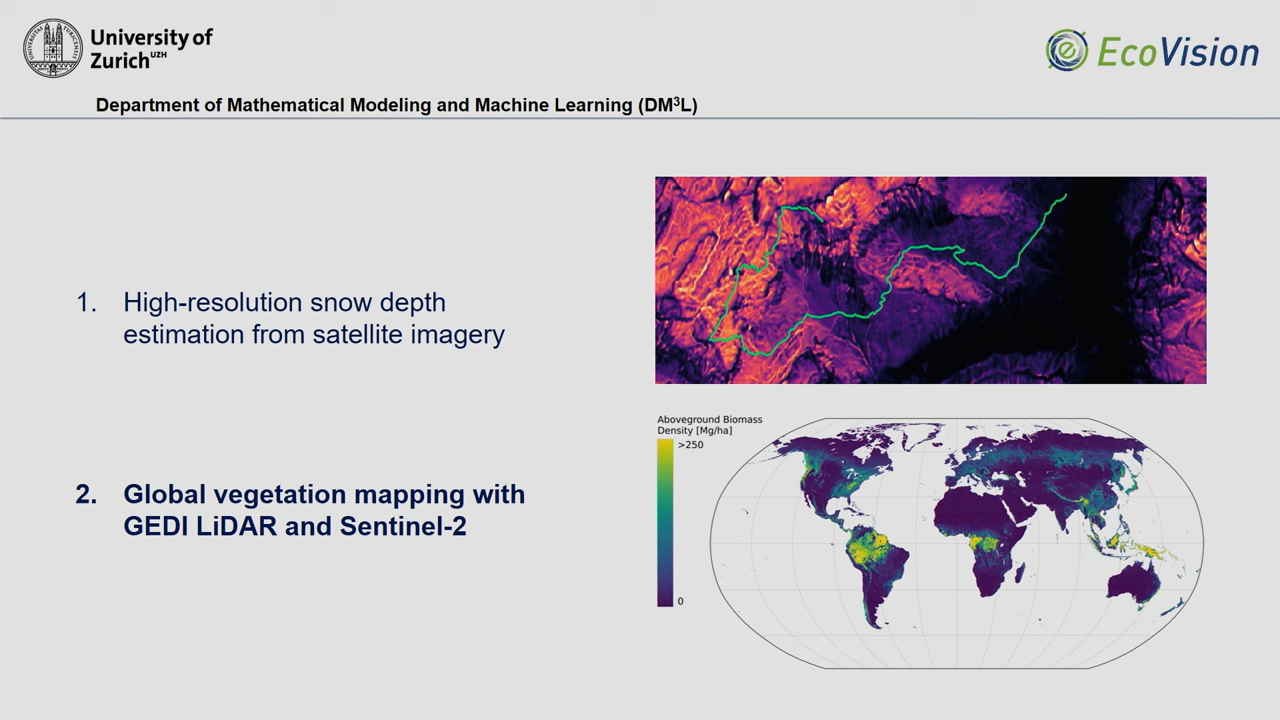 University of
Zurich UZH
EcoVision
Department of Mathematical Modeling and Machine Learning (DM³L)
1. High-resolution snow depth
estimation from satellite imagery
2. Global vegetation mapping with
GEDI LiDAR and Sentinel-2
Aboveground Biomass
Density [Mg/ha]
>250
0